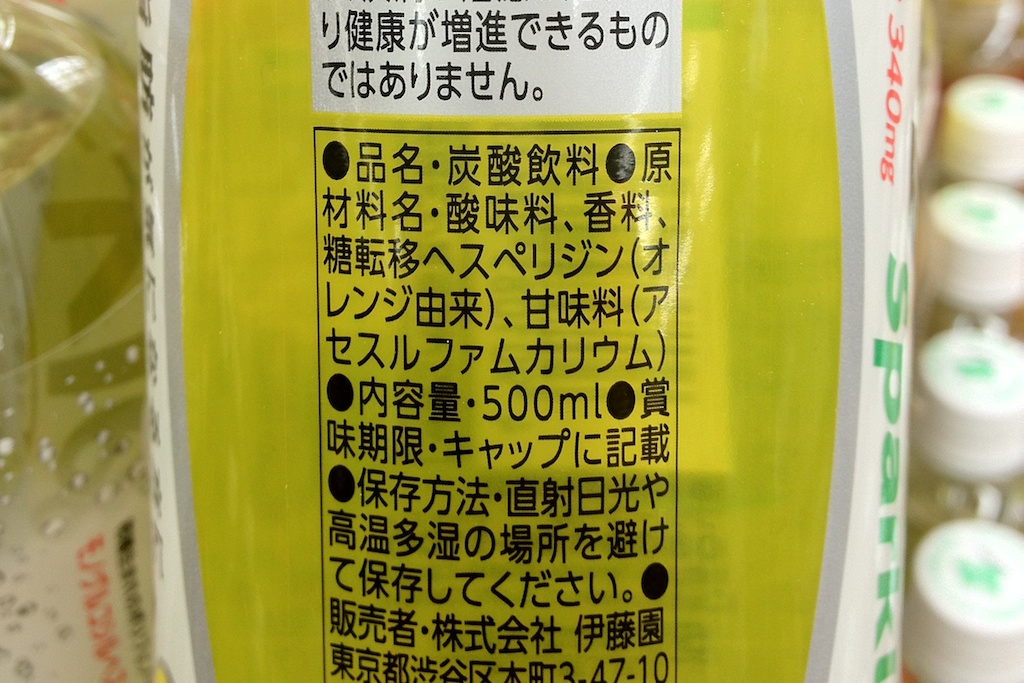 り健康が増進できるもの
ではありません。
●品名・炭酸飲料●原
材料名・酸味料、香料、
糖転移ヘスペリジン(オ
レンジ由来)、甘味料(ア
セスルファムカリウム)
●内容量・500ml●賞
味期限・キャップに記載
●保存方法・直射日光や
高温多湿の場所を避け
て保存してください。●
販売者・株式会社 伊藤園
東京都渋谷区本町3-47-10
340mg
Sparkl